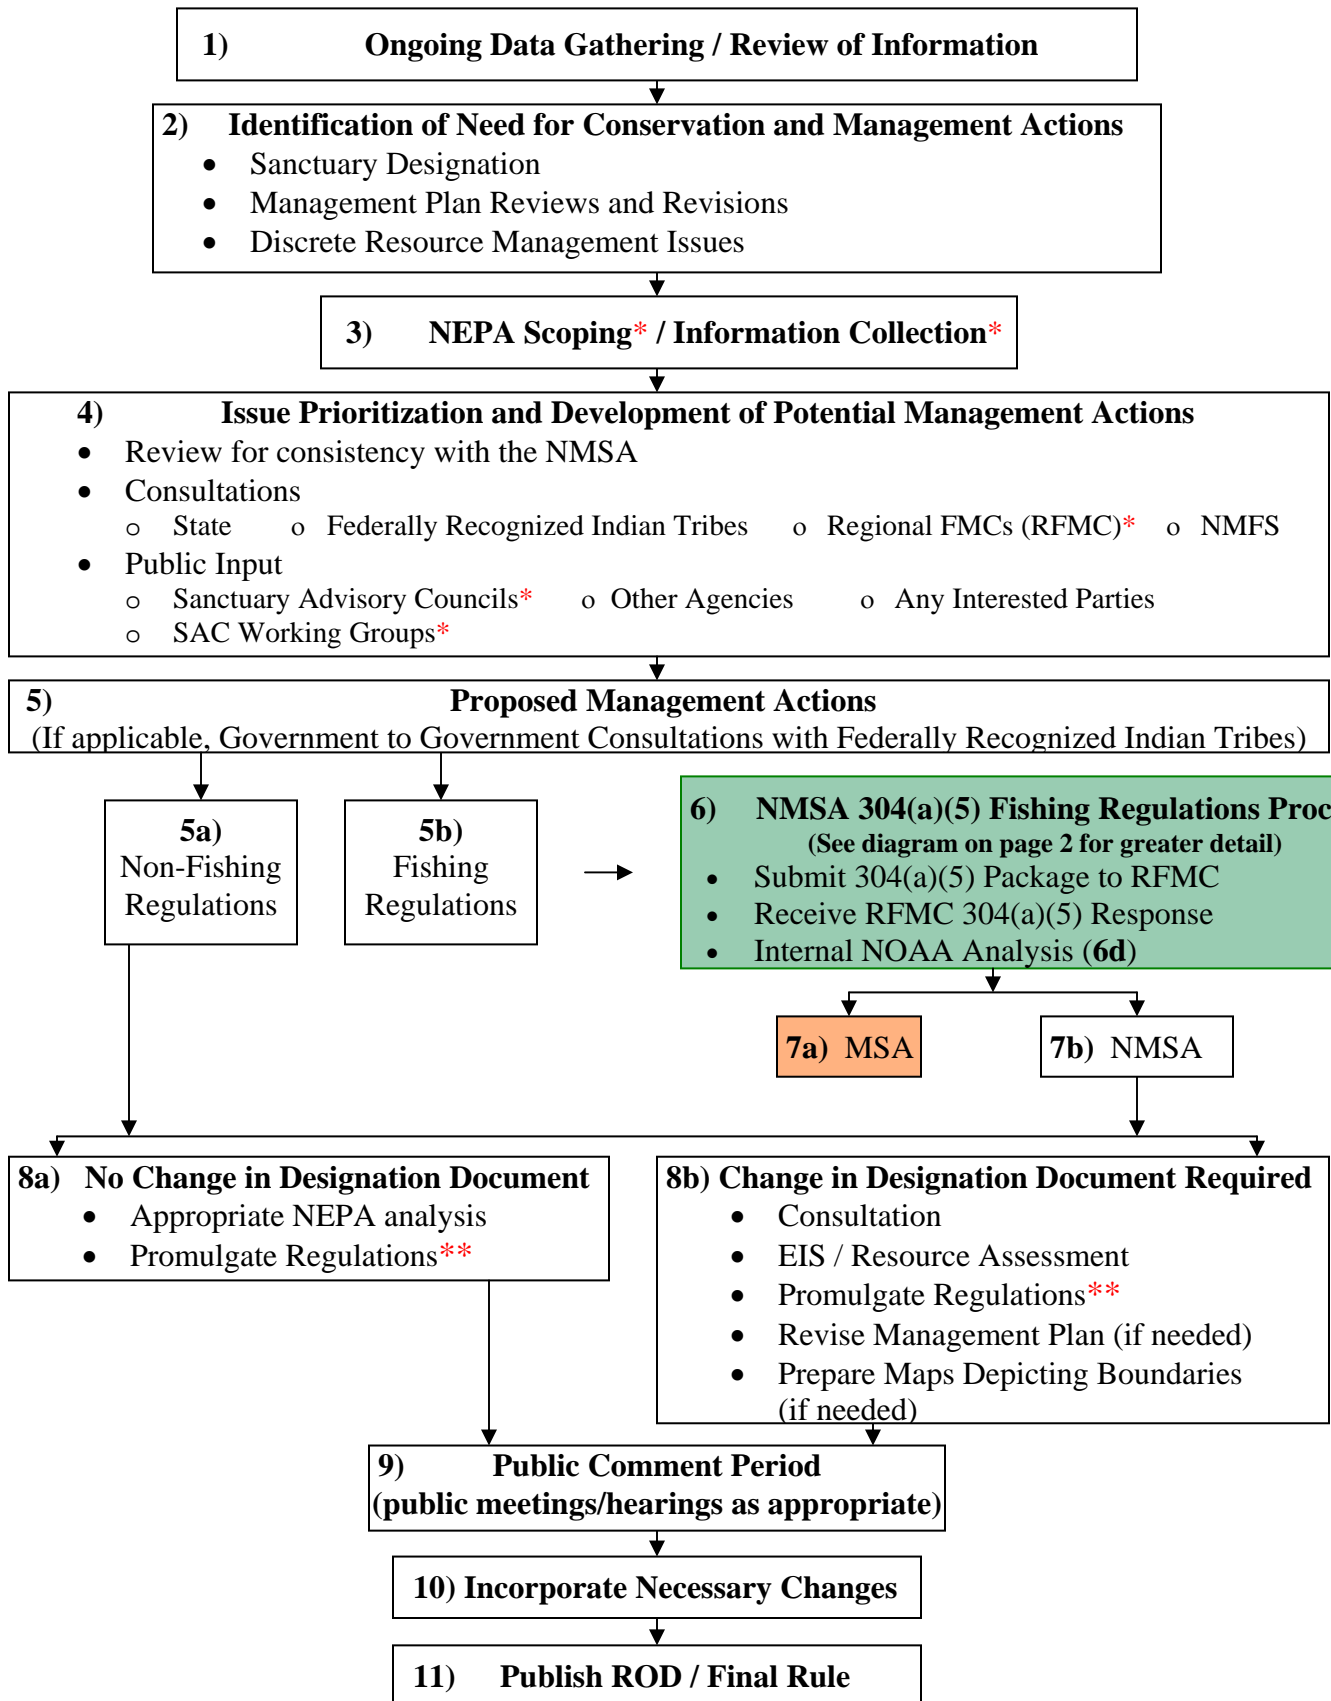 1) Ongoing Data Gathering / Review of Information
2) Identification of Need for Conservation and Management Actions
• Sanctuary Designation
• Management Plan Reviews and Revisions
• Discrete Resource Management Issues
3) NEPA Scoping* / Information Collection*
4) Issue Prioritization and Development of Potential Management Actions
• Review for consistency with the NMSA
• Consultations
o State o Federally Recognized Indian Tribes o Regional FMCs (RFMC)* o NMFS
• Public Input
o Sanctuary Advisory Councils* o Other Agencies o Any Interested Parties
o SAC Working Groups*
5) Proposed Management Actions
(If applicable, Government to Government Consultations with Federally Recognized Indian Tribes)
5a)
Non-Fishing
Regulations
5b)
Fishing
Regulations
6) NMSA 304(a)(5) Fishing Regulations Proc
(See diagram on page 2 for greater detail)
• Submit 304(a)(5) Package to RFMC
• Receive RFMC 304(a)(5) Response
• Internal NOAA Analysis (6d)
7a) MSA
7b) NMSA
8a) No Change in Designation Document
• Appropriate NEPA analysis
• Promulgate Regulations**
8b) Change in Designation Document Required
• Consultation
• EIS / Resource Assessment
• Promulgate Regulations**
• Revise Management Plan (if needed)
• Prepare Maps Depicting Boundaries
(if needed)
9) Public Comment Period
(public meetings/hearings as appropriate)
10) Incorporate Necessary Changes
11) Publish ROD / Final Rule